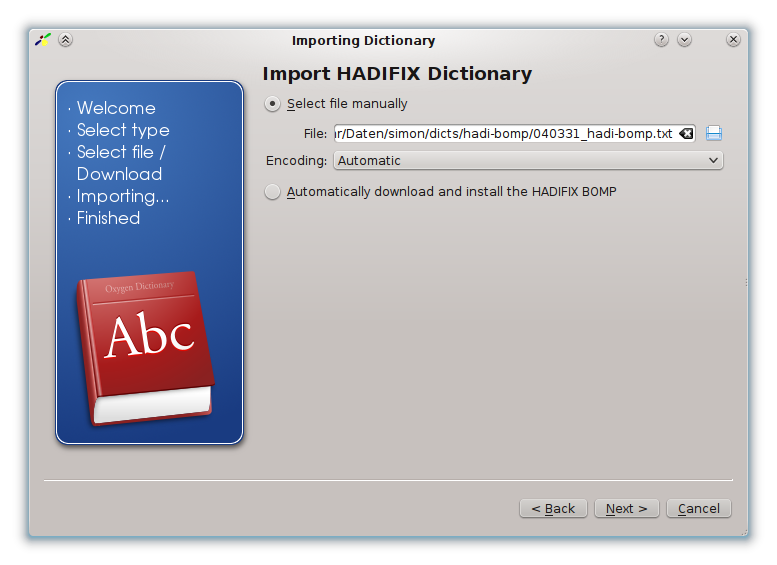 Importing Dictionary
· Welcome
· Select type
· Select file /
Download
· Importing...
· Finished
Oxygen Dictionary
Abc
Import HADIFIX Dictionary
Select file manually
File: ır/Daten/simon/dicts/hadi-bomp/040331_hadi-bomp.txt
Encoding: Automatic
Automatically download and install the HADIFIX BOMP
< Back Next > Cancel